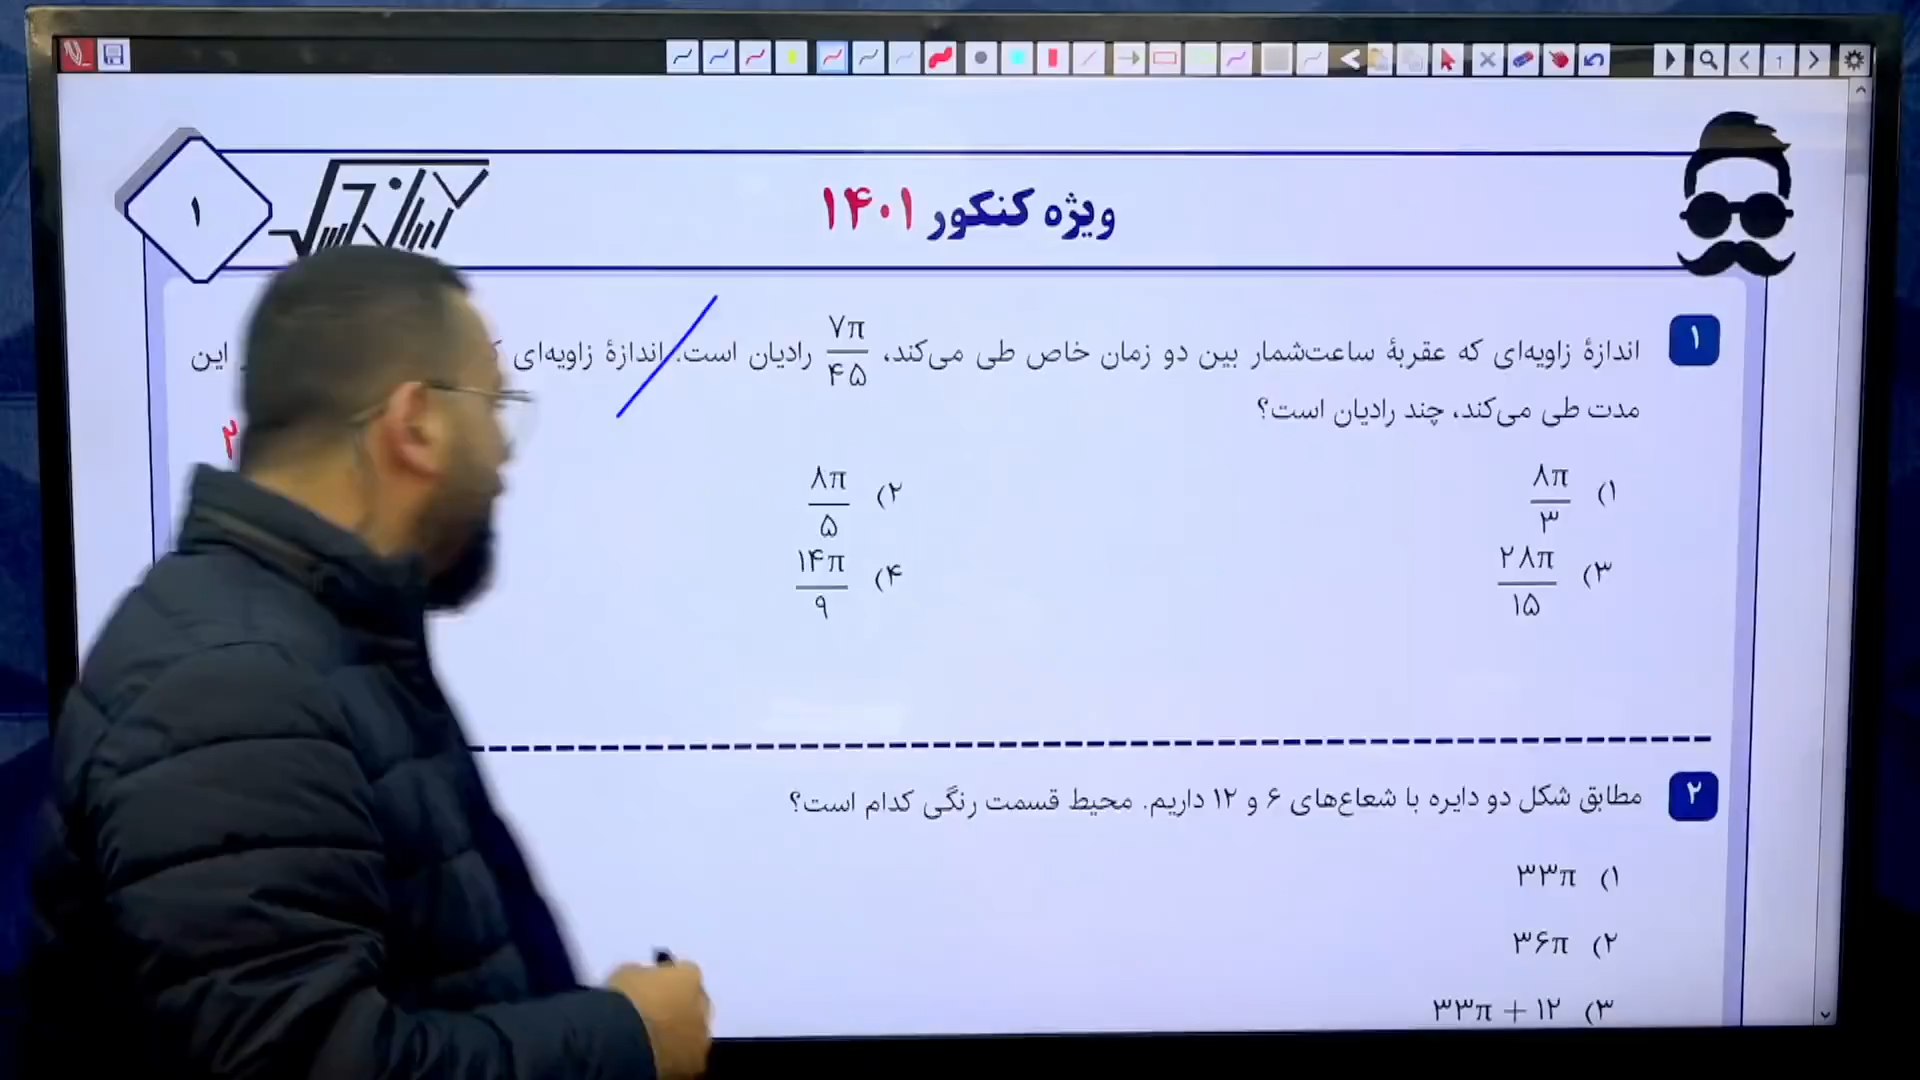 1
۱
ویژه کنکور ۱۴۰۱
۱
اندازهٔ زاویه‌ای که عقربهٔ ساعت‌شمار بین دو زمان خاص طی می‌کند، ۷π/۴۵ رادیان است. اندازهٔ زاویه‌ای این
مدت طی می‌کند، چند رادیان است؟
۲
۱) ۸π/۳
۲) ۸π/۵
۳) ۲۸π/۱۵
۴) ۱۴π/۹
۲
مطابق شکل دو دایره با شعاع‌های ۶ و ۱۲ داریم. محیط قسمت رنگی کدام است؟
۱) ۳۳π
۲) ۳۶π
۳) ۳۳π + ۱۲